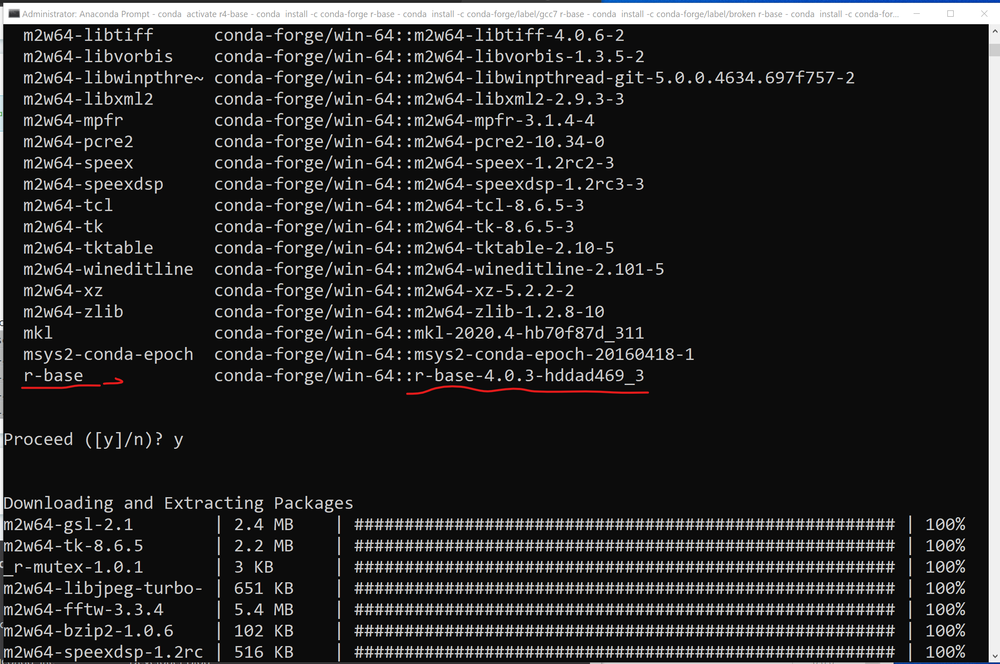 Administrator: Anaconda Prompt - conda  activate r4-base - conda  install -c conda-forge r-base - conda  install -c conda-forge/label/gcc7 r-base - conda  install -c conda-forge/label/broken r-base - conda  install -c conda-for...
m2w64-libtiff conda-forge/win-64::m2w64-libtiff-4.0.6-2
m2w64-libvorbis conda-forge/win-64::m2w64-libvorbis-1.3.5-2
m2w64-libwinpthre~ conda-forge/win-64::m2w64-libwinpthread-git-5.0.0.4634.697f757-2
m2w64-libxml2 conda-forge/win-64::m2w64-libxml2-2.9.3-3
m2w64-mpfr conda-forge/win-64::m2w64-mpfr-3.1.4-4
m2w64-pcre2 conda-forge/win-64::m2w64-pcre2-10.34-0
m2w64-speex conda-forge/win-64::m2w64-speex-1.2rc2-3
m2w64-speexdsp conda-forge/win-64::m2w64-speexdsp-1.2rc3-3
m2w64-tcl conda-forge/win-64::m2w64-tcl-8.6.5-3
m2w64-tk conda-forge/win-64::m2w64-tk-8.6.5-3
m2w64-tktable conda-forge/win-64::m2w64-tktable-2.10-5
m2w64-wineditline conda-forge/win-64::m2w64-wineditline-2.101-5
m2w64-xz conda-forge/win-64::m2w64-xz-5.2.2-2
m2w64-zlib conda-forge/win-64::m2w64-zlib-1.2.8-10
mkl conda-forge/win-64::mkl-2020.4-hb70f87d_311
msys2-conda-epoch conda-forge/win-64::msys2-conda-epoch-20160418-1
r-base conda-forge/win-64::r-base-4.0.3-hddad469_3
Proceed ([y]/n)? y
Downloading and Extracting Packages
m2w64-gsl-2.1 | 2.4 MB | ###################################################### | 100%
m2w64-tk-8.6.5 | 2.2 MB | ###################################################### | 100%
_r-mutex-1.0.1 | 3 KB | ###################################################### | 100%
m2w64-libjpeg-turbo- | 651 KB | ###################################################### | 100%
m2w64-fftw-3.3.4 | 5.4 MB | ###################################################### | 100%
m2w64-bzip2-1.0.6 | 102 KB | ###################################################### | 100%
m2w64-speexdsp-1.2rc | 516 KB | ###################################################### | 100%